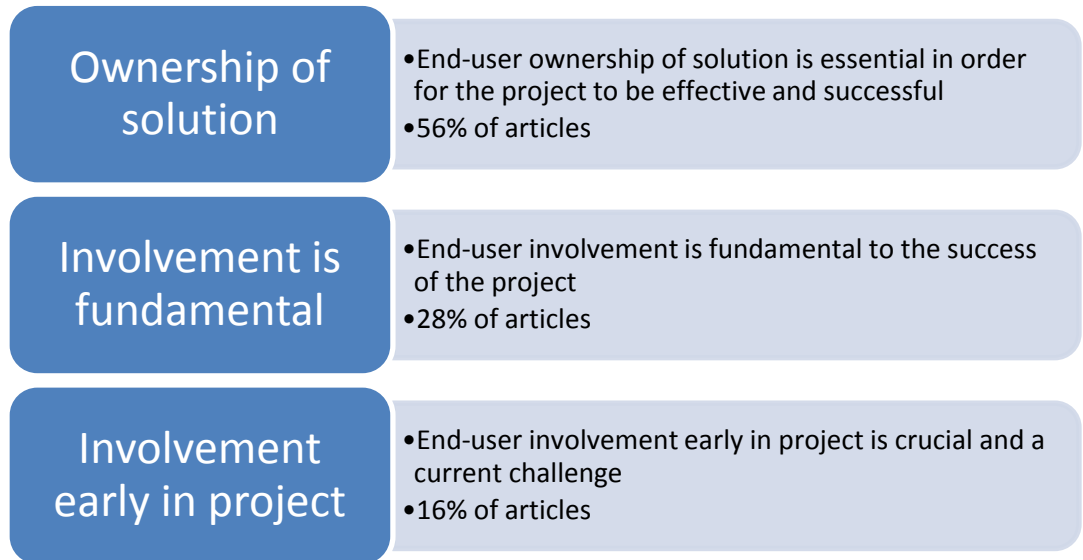 Ownership of
solution
•End-user ownership of solution is essential in order
for the project to be effective and successful
•56% of articles
Involvement is
fundamental
•End-user involvement is fundamental to the success
of the project
•28% of articles
Involvement
early in project
•End-user involvement early in project is crucial and a
current challenge
•16% of articles